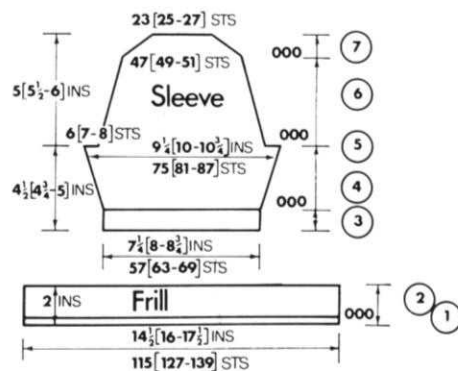 23 [25-27] STS
000
7
47 [49-51] STS
5[5½-6] INS
Sleeve
6
6 [7-8] STS
000
5
9¼[10-10¾] INS
75 [81-87] STS
4½[4¾-5] INS
4
000
3
7¼[8-8¾] INS
57 [63-69] STS
2 INS
Frill
2
000
1
14½[16-17½] INS
115 [127-139] STS